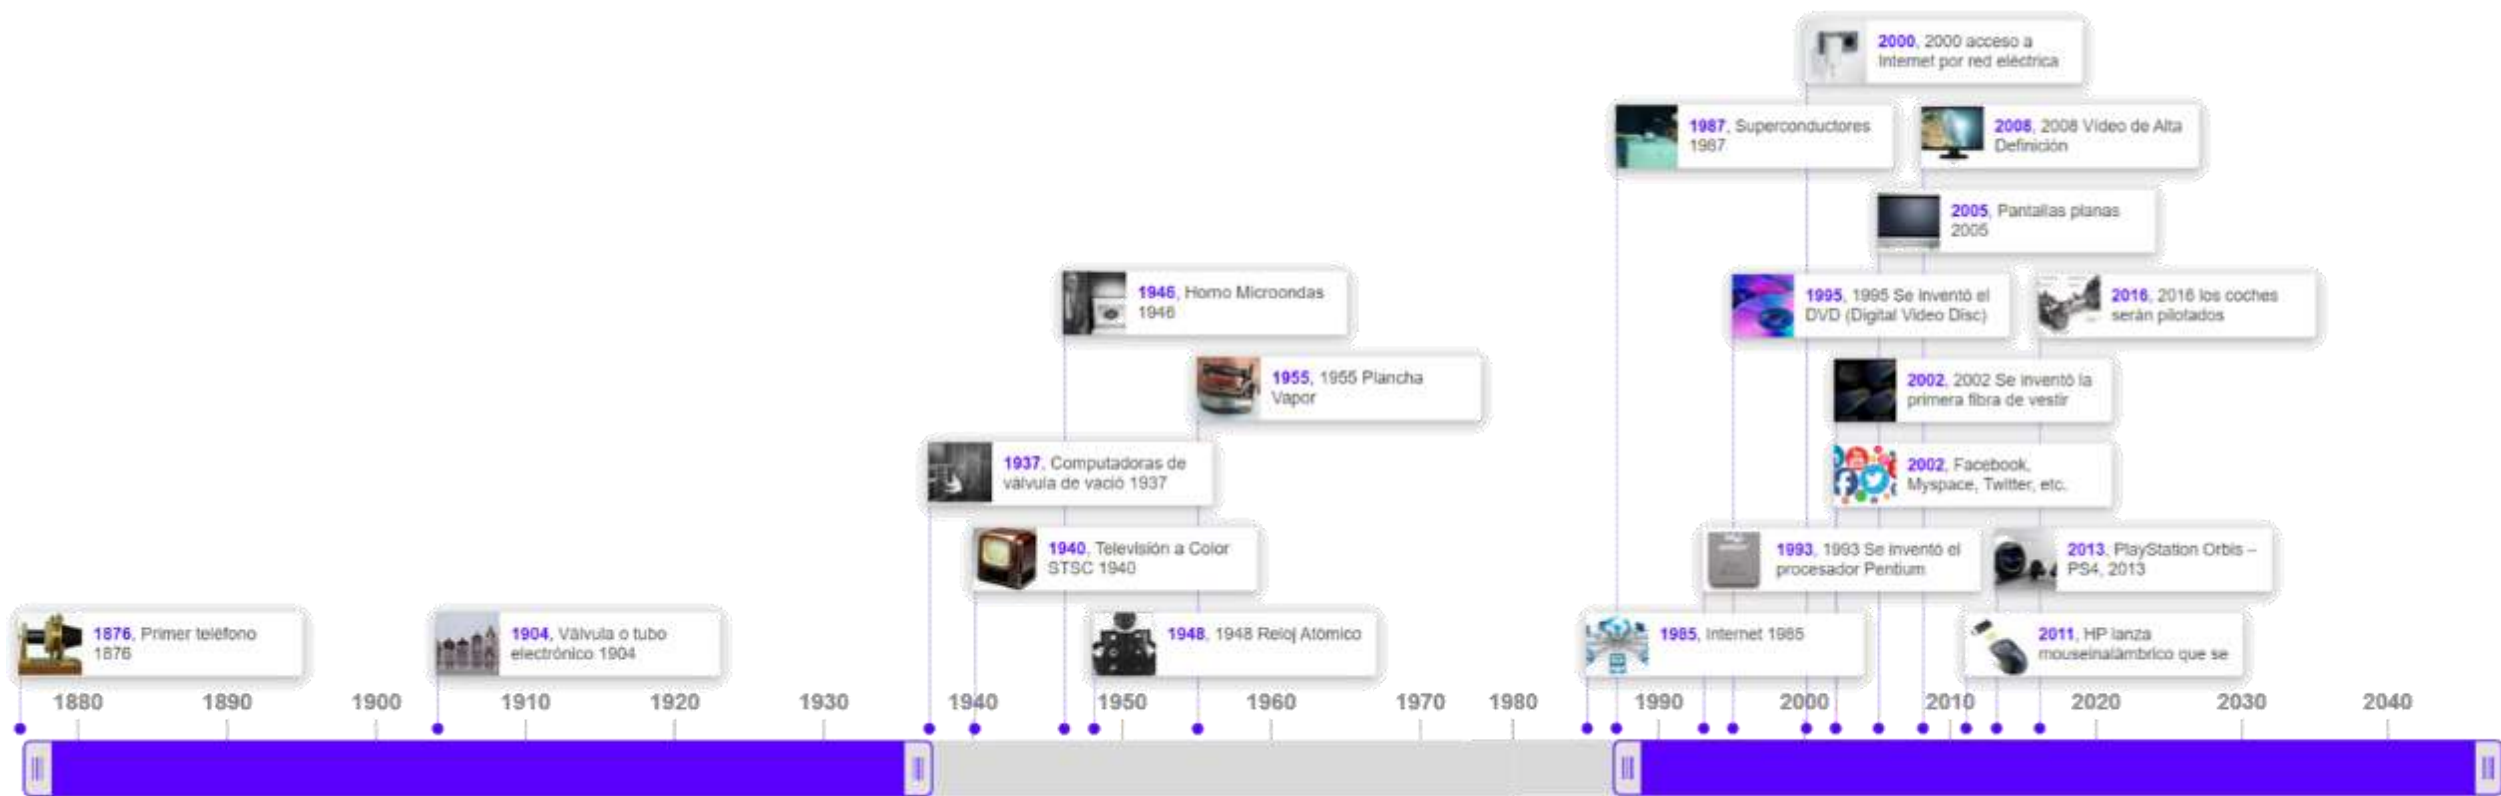 2000, 2000 acceso a
Internet por red eléctrica
1987, Superconductores
1987
2008, 2008 Vídeo de Alta
Definición
2005, Pantallas planas
2005
1946, Horno Microondas
1946
1995, 1995 Se inventó el
DVD (Digital Video Disc)
2016, 2016 los coches
serán pilotados
1955, 1955 Plancha
Vapor
2002, 2002 Se inventó la
primera fibra de vestir
1937, Computadoras de
válvula de vació 1937
2002, Facebook,
Myspace, Twitter, etc.
1940, Televisión a Color
STSC 1940
1993, 1993 Se inventó el
procesador Pentium
2013, PlayStation Orbis –
PS4, 2013
1876, Primer teléfono
1876
1904, Válvula o tubo
electrónico 1904
1948, 1948 Reloj Atómico
1985, Internet 1985
2011, HP lanza
mouseinalámbrico que se
1880 1890 1900 1910 1920 1930 1940 1950 1960 1970 1980 1990 2000 2010 2020 2030 2040